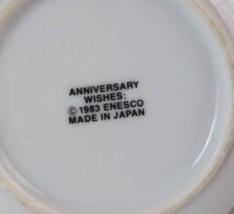 ANNIVERSARY
WISHES:
© 1983 ENESCO
MADE IN JAPAN